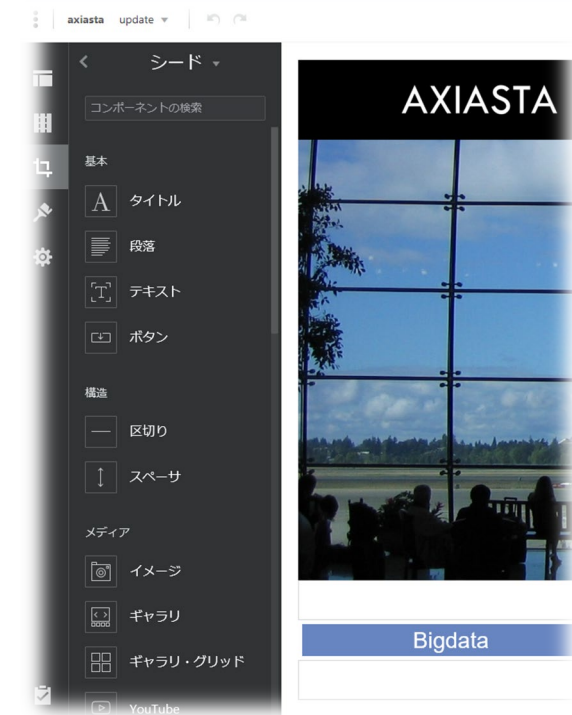 axiasta update
シード
コンポーネントの検索
基本
タイトル
段落
テキスト
ボタン
構造
区切り
スペーサ
メディア
イメージ
ギャラリ
ギャラリ・グリッド
YouTube
AXIASTA
Bigdata